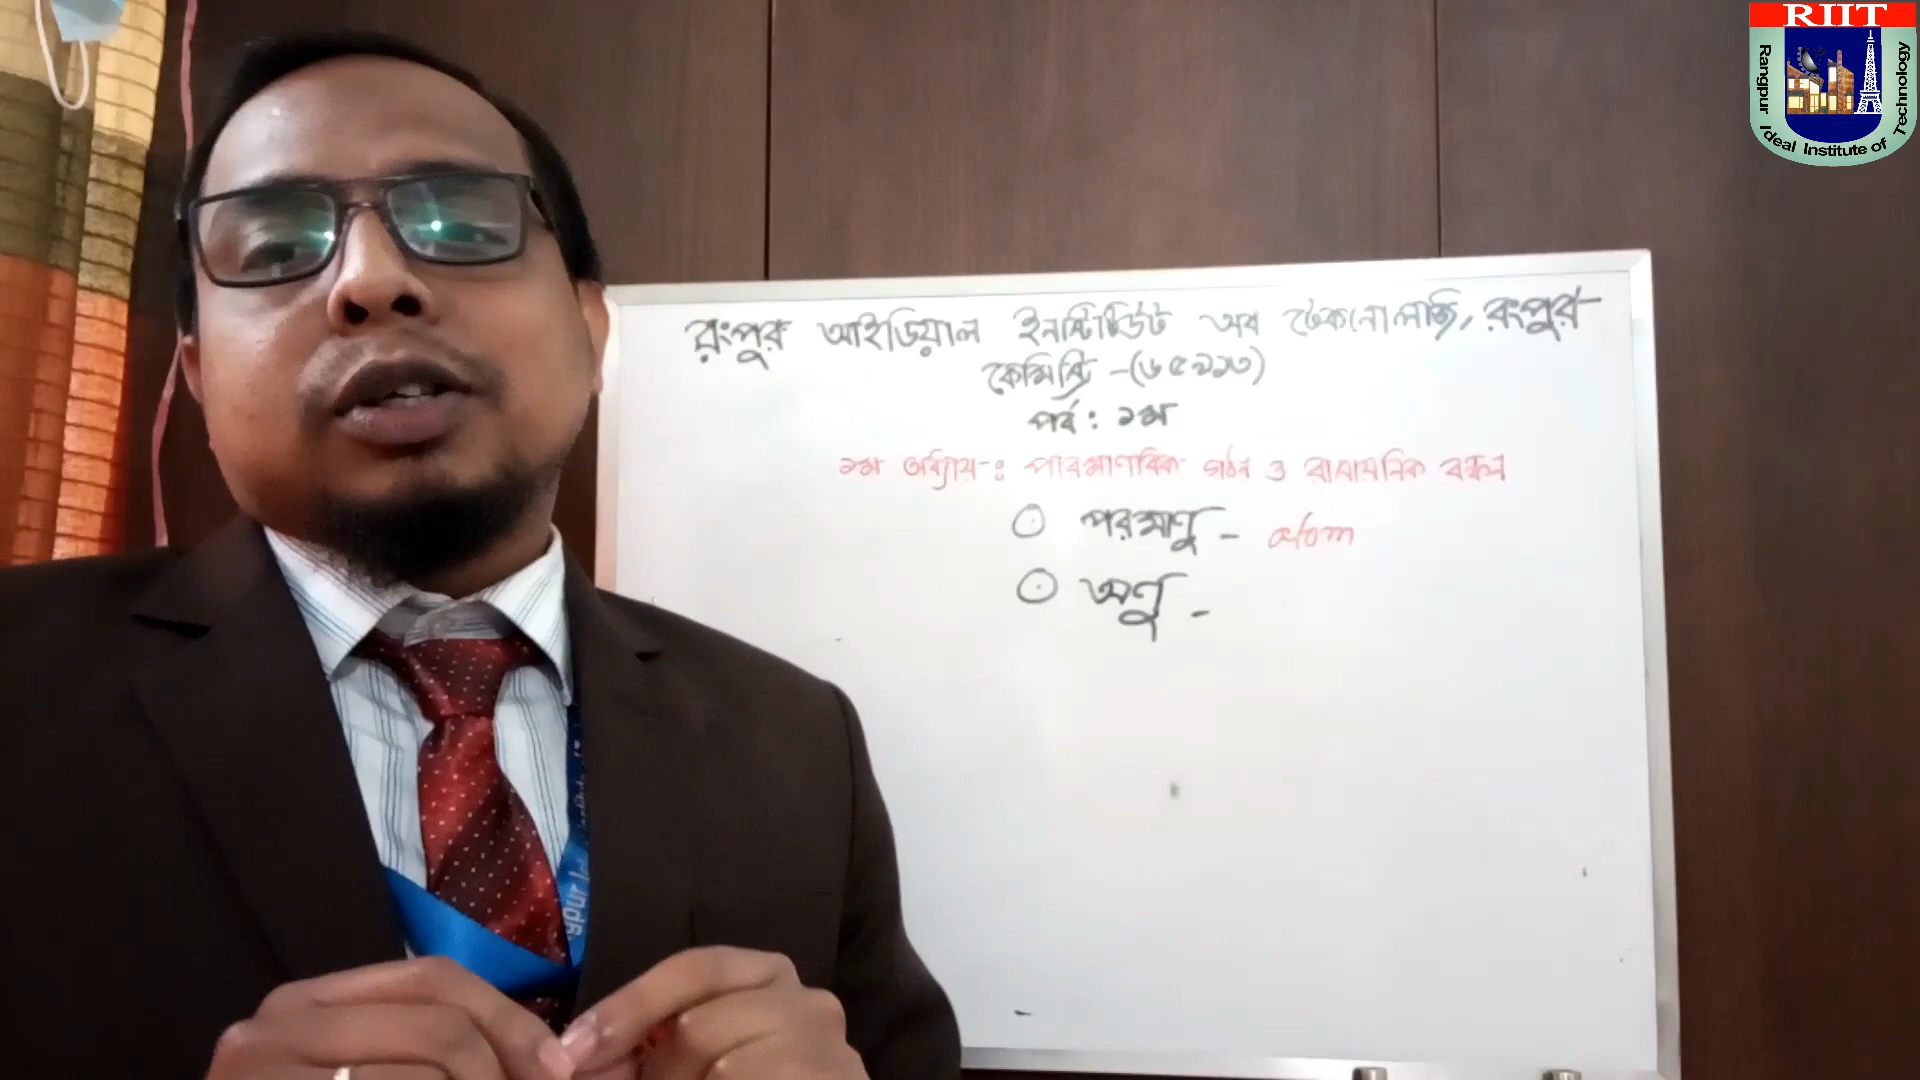 RIIT
Rangpur Ideal Institute of Technology
রংপুর আইডিয়াল ইনষ্টিটিউট অব টেকনোলজি, রংপুর
কেমিষ্ট্রি -(৬৫৯১৩)
পর্ব : ১ম
১ম অধ্যায় : পারমাণবিক গঠন ও রাসায়নিক বন্ধন
পরমাণু - atom
অণু -